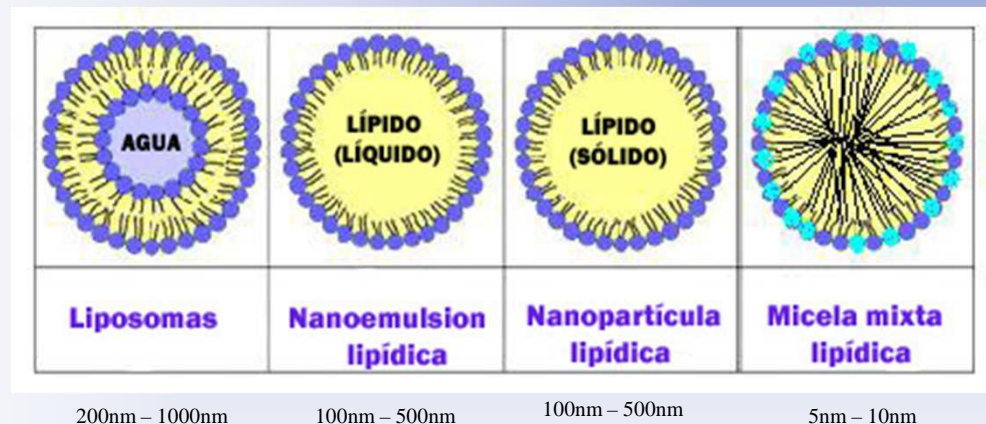 AGUA
LÍPIDO
(LÍQUIDO)
LÍPIDO
(SÓLIDO)
Liposomas
Nanoemulsion
lipídica
Nanopartícula
lipídica
Micela mixta
lipídica
200nm – 1000nm
100nm – 500nm
100nm – 500nm
5nm – 10nm